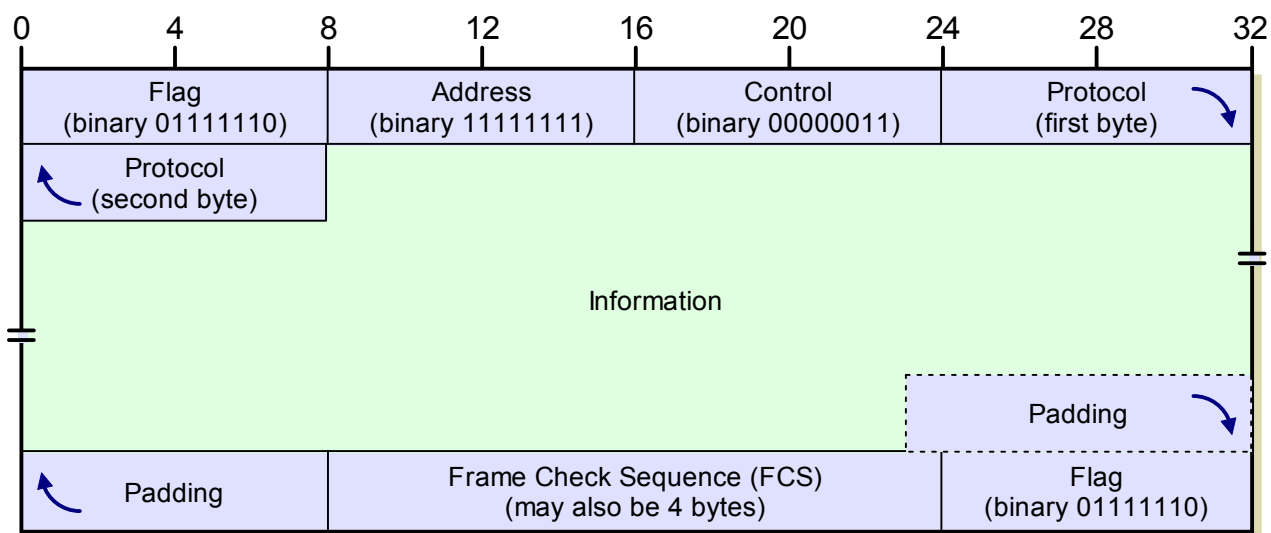 0 4 8 12 16 20 24 28 32
Flag Address Control Protocol
(binary 01111110) (binary 11111111) (binary 00000011) (first byte)
Protocol
(second byte)
Information
Padding
Padding Frame Check Sequence (FCS) Flag
(may also be 4 bytes) (binary 01111110)